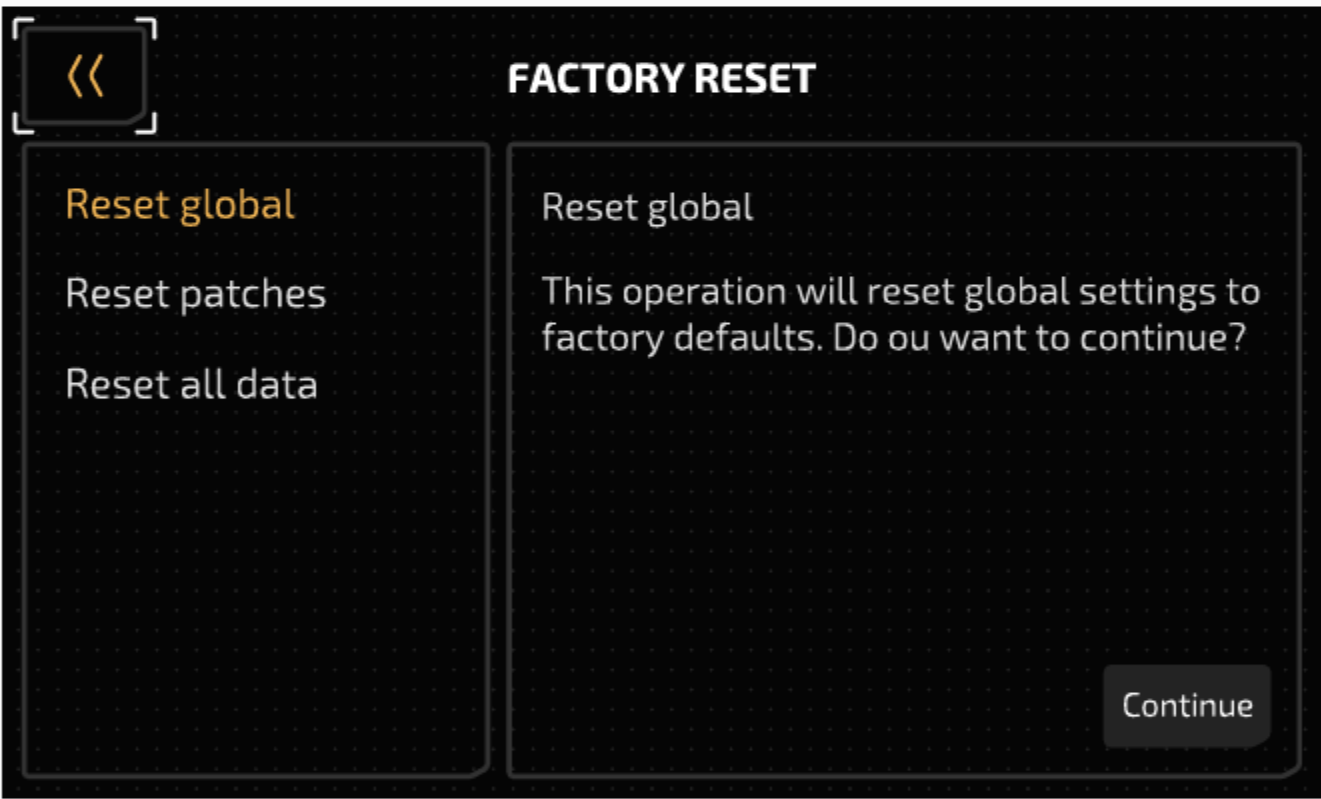 FACTORY RESET
Reset global
Reset patches
Reset all data
Reset global
This operation will reset global settings to
factory defaults. Do ou want to continue?
Continue